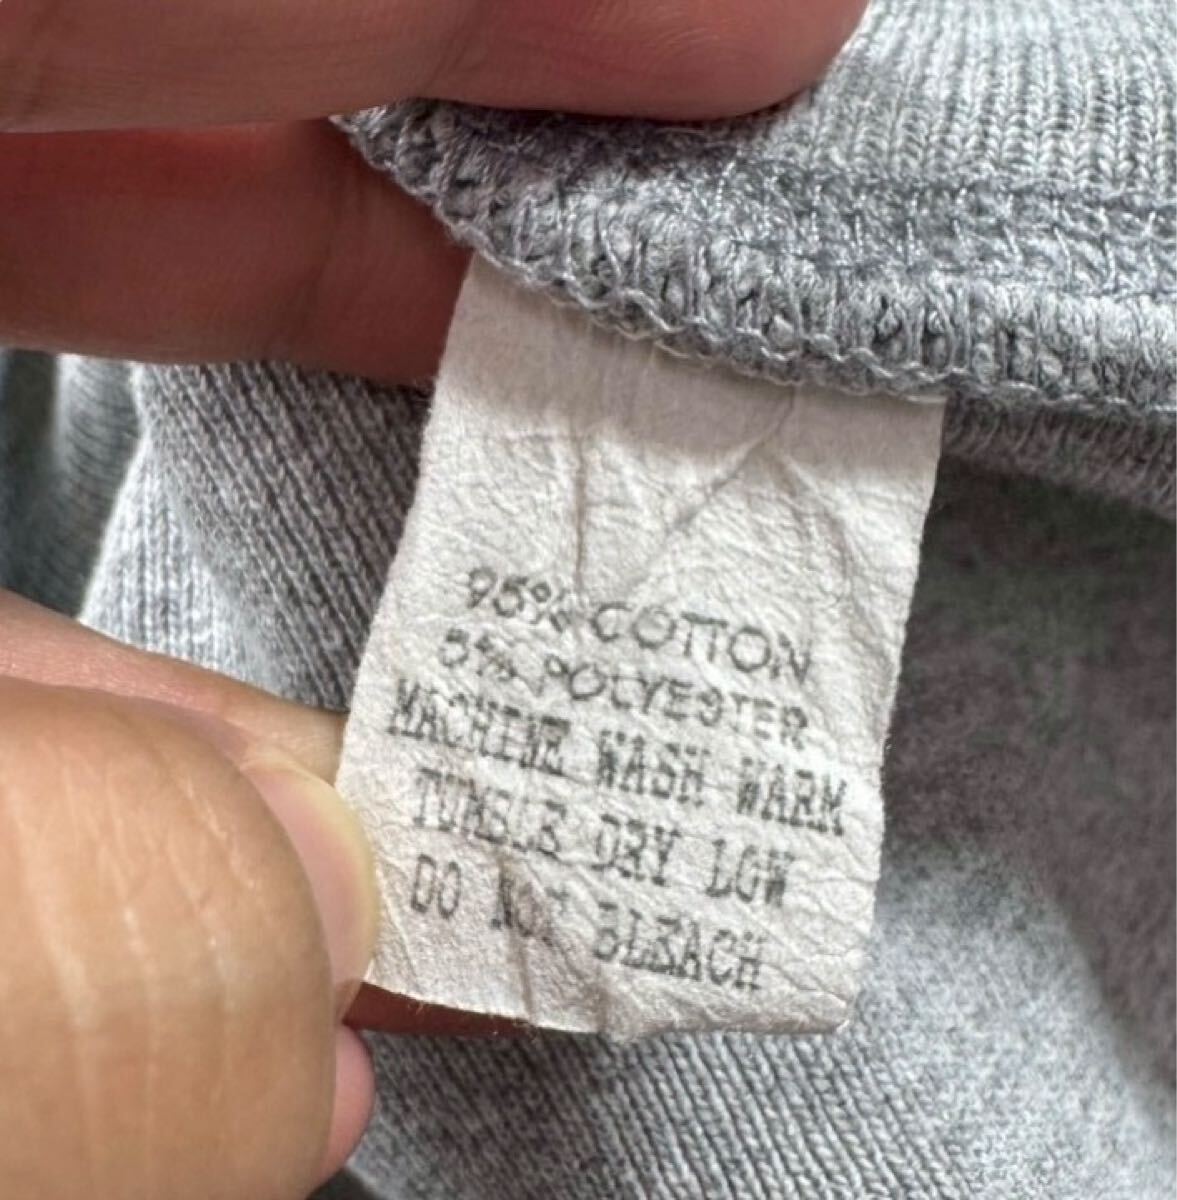 95% COTTON
5% POLYESTER
MACHINE WASH WARM
TUMBLE DRY LOW
DO NOT BLEACH